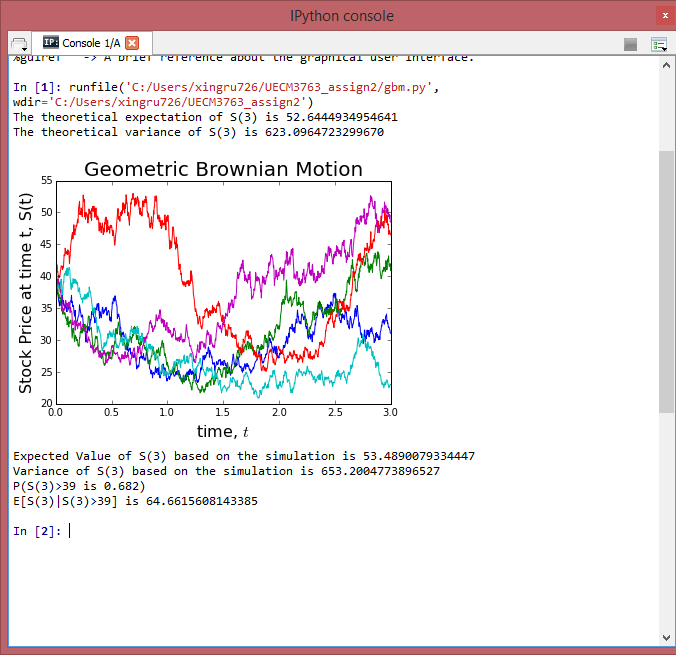 IPython console
IP: Console 1/A
%guiref -> A brief reference about the graphical user interface.
In [1]: runfile('C:/Users/xingru726/UECM3763_assign2/gbm.py',
wdir='C:/Users/xingru726/UECM3763_assign2')
The theoretical expectation of S(3) is 52.6444934954641
The theoretical variance of S(3) is 623.0964723299670
Geometric Brownian Motion
Stock Price at time t, S(t)
55
50
45
40
35
30
25
20
0.0 0.5 1.0 1.5 2.0 2.5 3.0
time, t
Expected Value of S(3) based on the simulation is 53.4890079334447
Variance of S(3) based on the simulation is 653.2004773896527
P(S(3)>39 is 0.682)
E[S(3)|S(3)>39] is 64.6615608143385
In [2]: